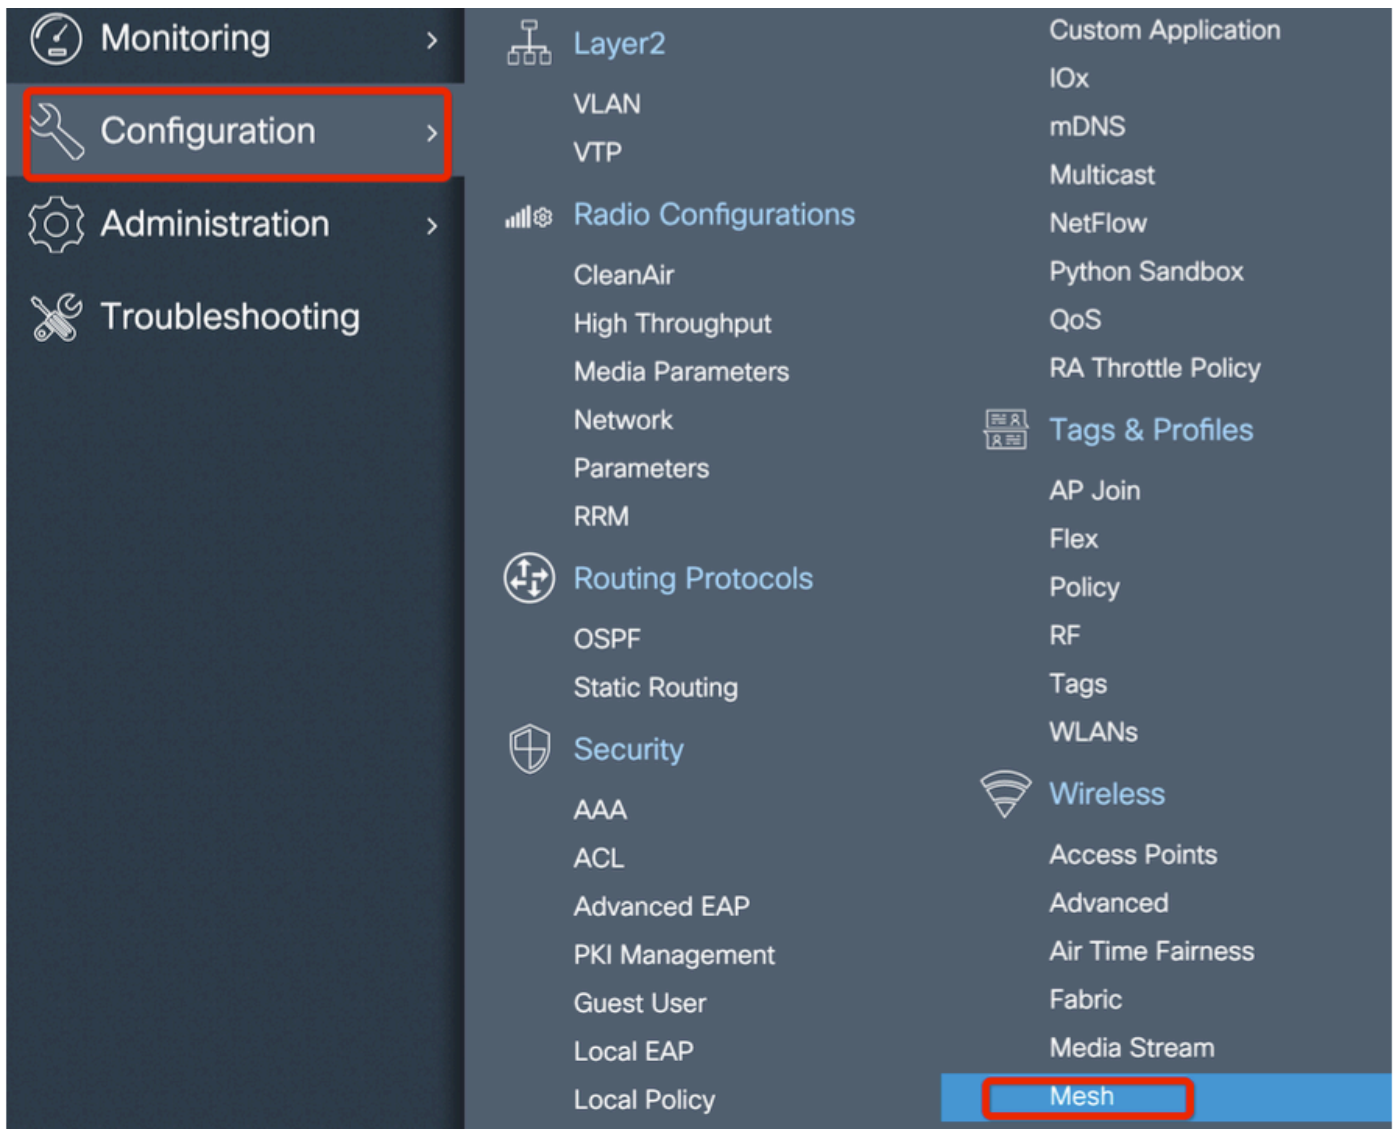 Monitoring
Configuration
Administration
Troubleshooting
Layer2
VLAN
VTP
Radio Configurations
CleanAir
High Throughput
Media Parameters
Network
Parameters
RRM
Routing Protocols
OSPF
Static Routing
Security
AAA
ACL
Advanced EAP
PKI Management
Guest User
Local EAP
Local Policy
Custom Application
IOx
mDNS
Multicast
NetFlow
Python Sandbox
QoS
RA Throttle Policy
Tags & Profiles
AP Join
Flex
Policy
RF
Tags
WLANs
Wireless
Access Points
Advanced
Air Time Fairness
Fabric
Media Stream
Mesh